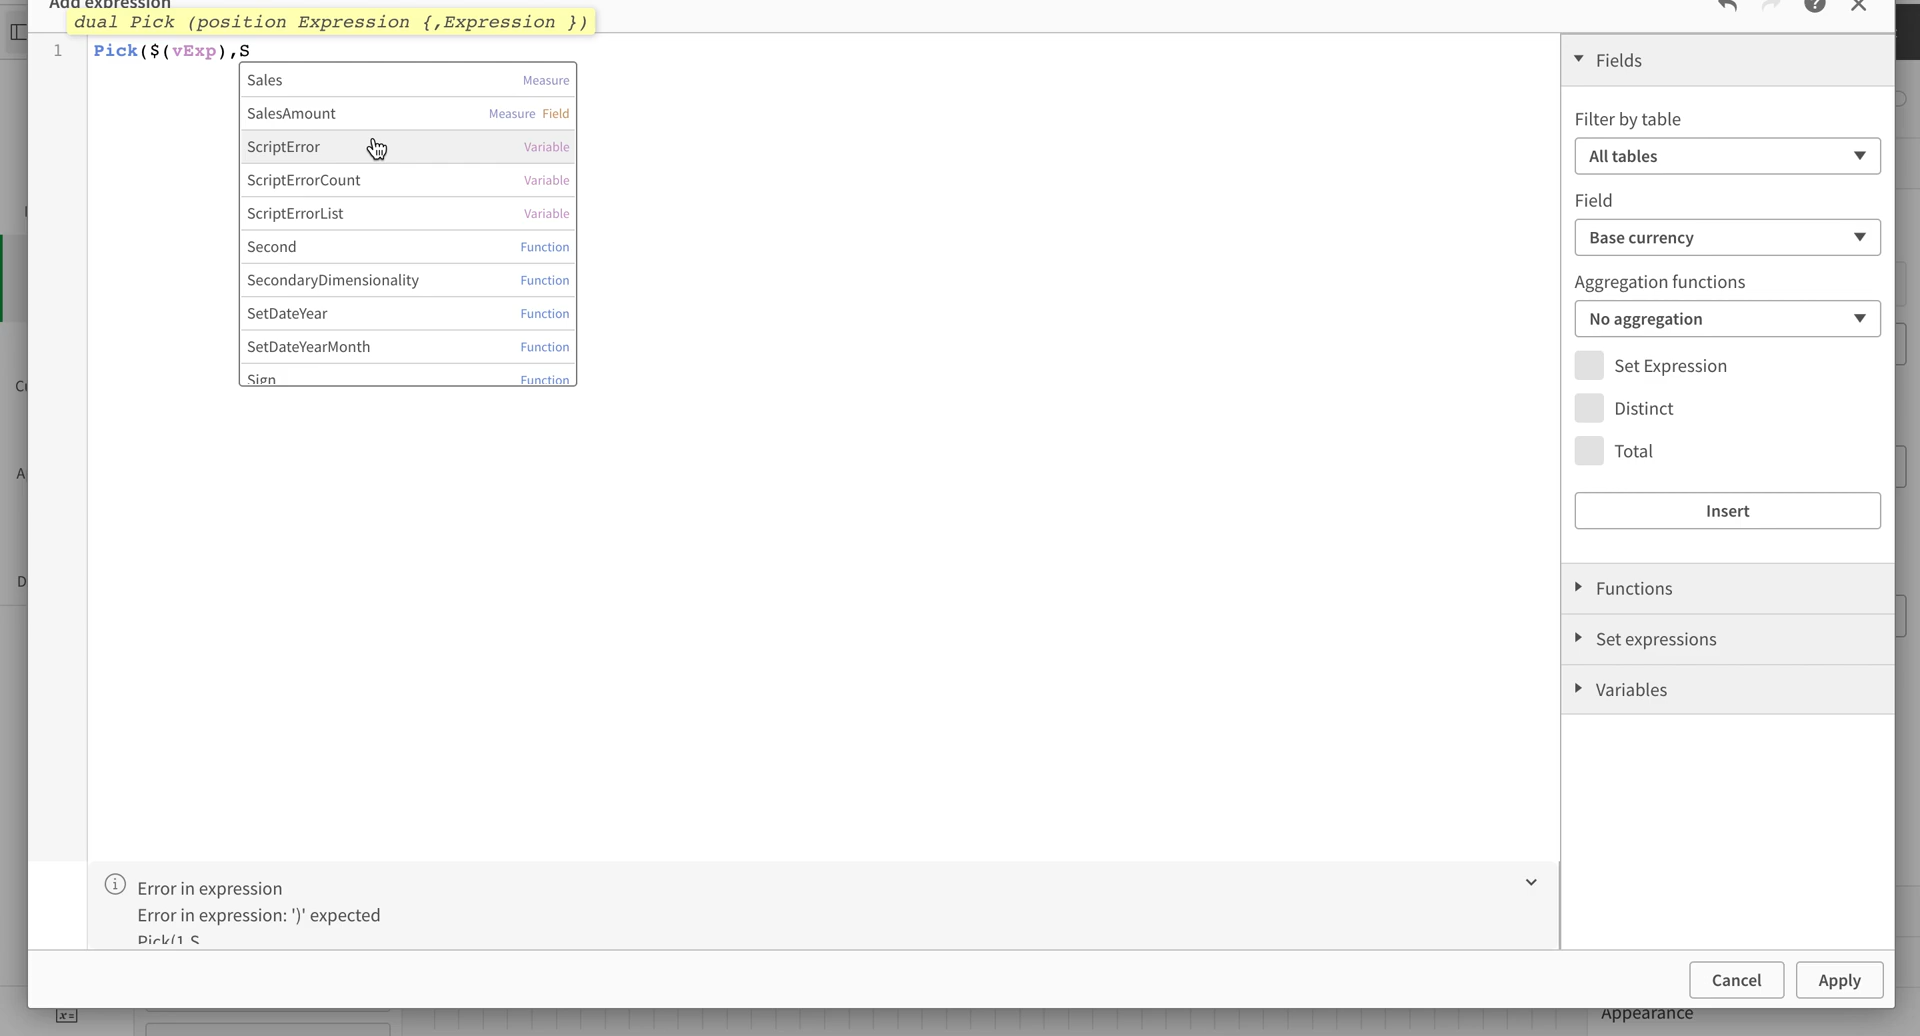 Add expression
dual Pick (position Expression {,Expression })
1 Pick($(vExp),S
Sales Measure
SalesAmount Measure Field
ScriptError Variable
ScriptErrorCount Variable
ScriptErrorList Variable
Second Function
SecondaryDimensionality Function
SetDateYear Function
SetDateYearMonth Function
Sign Function
Fields
Filter by table
All tables
Field
Base currency
Aggregation functions
No aggregation
Set Expression
Distinct
Total
Insert
Functions
Set expressions
Variables
Error in expression
Error in expression: ')' expected
Pick(1,S
Cancel Apply
Appearance